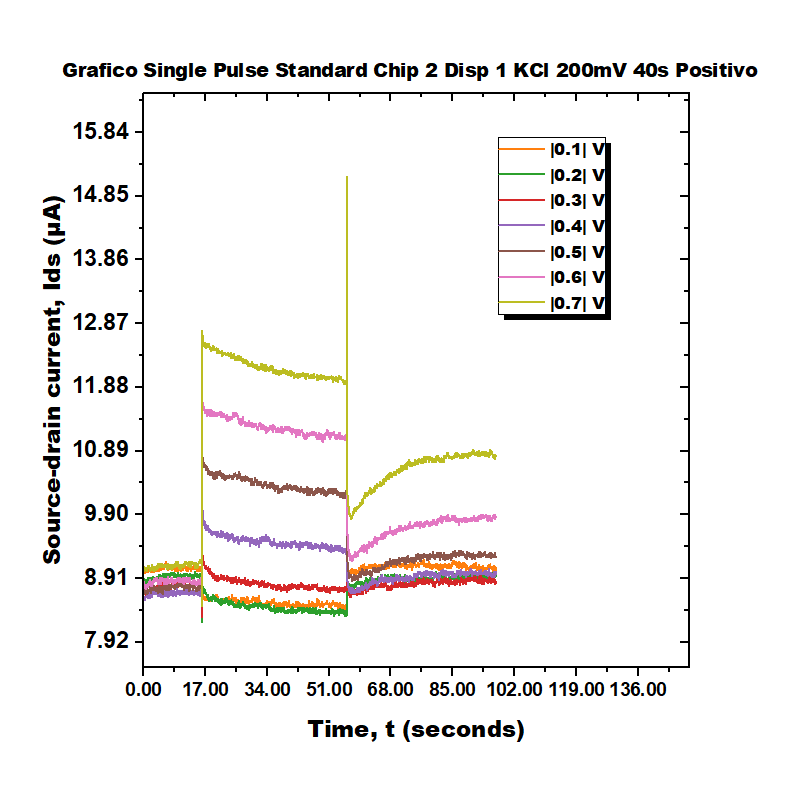 Grafico Single Pulse Standard Chip 2 Disp 1 KCl 200mV 40s Positivo
15.84
14.85
13.86
12.87
11.88
10.89
9.90
8.91
7.92
Source-drain current, Ids (µA)
|0.1| V
|0.2| V
|0.3| V
|0.4| V
|0.5| V
|0.6| V
|0.7| V
0.00 17.00 34.00 51.00 68.00 85.00 102.00 119.00 136.00
Time, t (seconds)